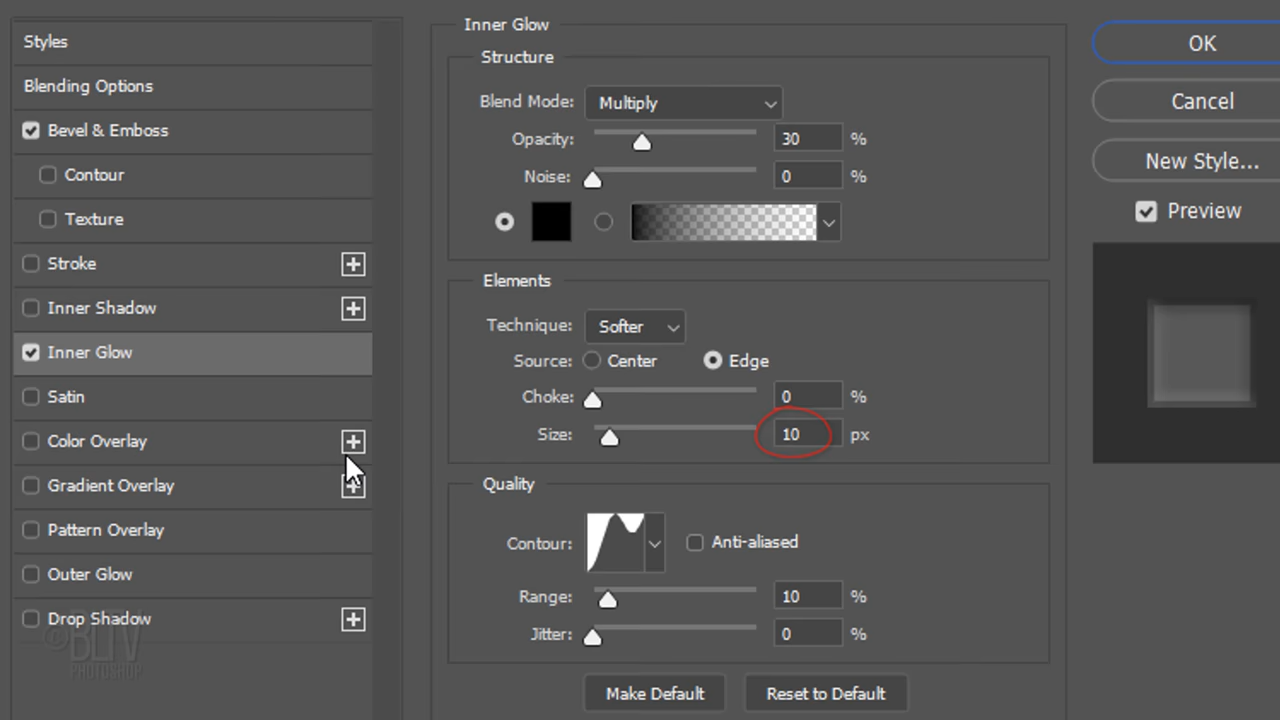 Styles
Blending Options
Bevel & Emboss
Contour
Texture
Stroke
Inner Shadow
Inner Glow
Satin
Color Overlay
Gradient Overlay
Pattern Overlay
Outer Glow
Drop Shadow
©BLTV
PHOTOSHOP
Inner Glow
Structure
Blend Mode: Multiply
Opacity: 30 %
Noise: 0 %
Elements
Technique: Softer
Source: Center Edge
Choke: 0 %
Size: 10 px
Quality
Contour: Anti-aliased
Range: 10 %
Jitter: 0 %
Make Default Reset to Default
OK
Cancel
New Style...
Preview